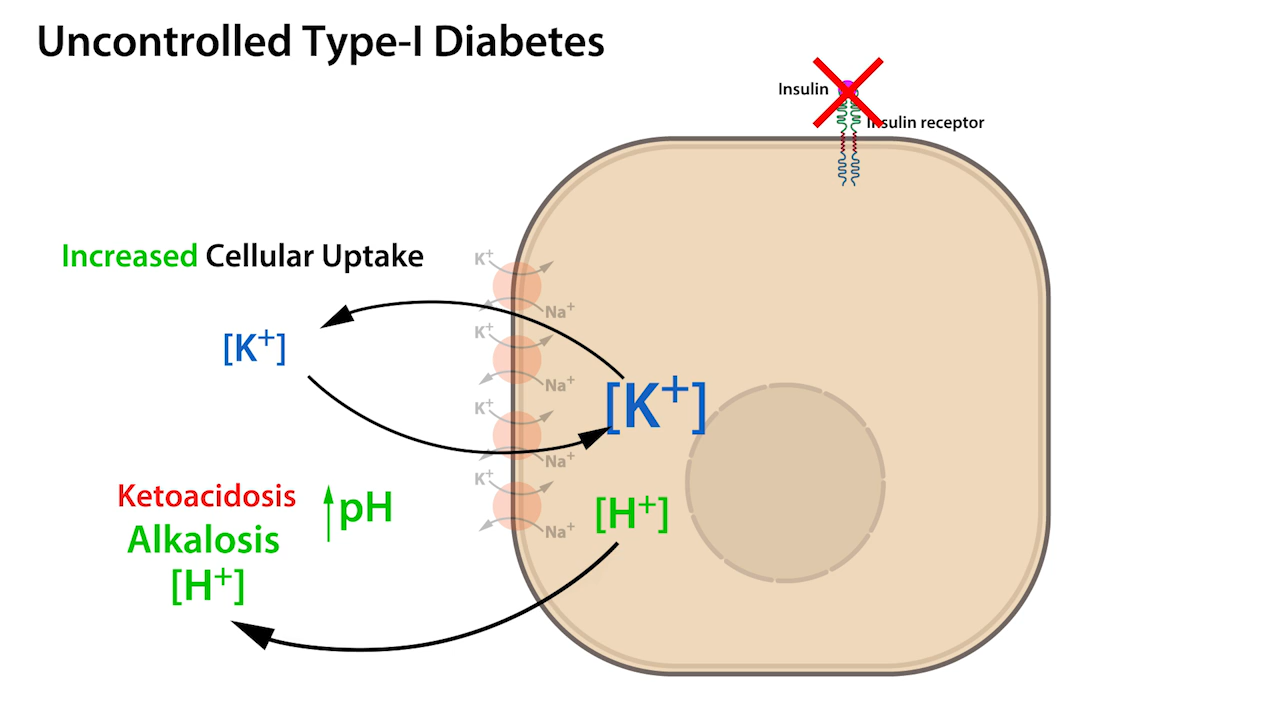 Uncontrolled Type-I Diabetes
Insulin
Insulin receptor
Increased Cellular Uptake
K⁺
Na⁺
K⁺
Na⁺
K⁺
Na⁺
K⁺
Na⁺
[K⁺]
[K⁺]
Ketoacidosis
pH
Alkalosis
[H⁺]
[H⁺]